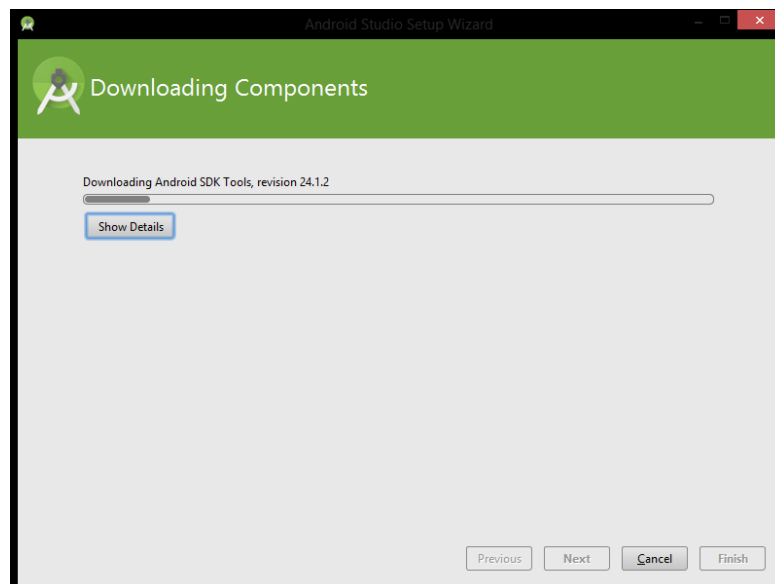 Android Studio Setup Wizard
Downloading Components
Downloading Android SDK Tools, revision 24.1.2
Show Details
Previous Next Cancel Finish